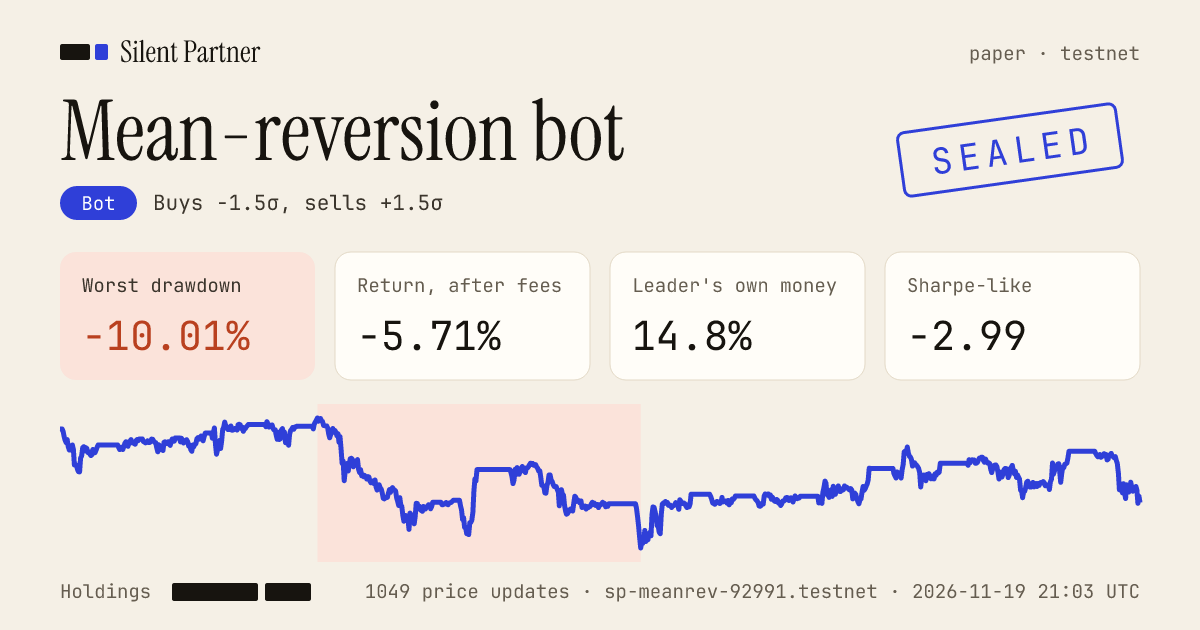 Silent Partner
paper · testnet
Mean-reversion bot
SEALED
Bot
Buys -1.5σ, sells +1.5σ
Worst drawdown
-10.01%
Return, after fees
-5.71%
Leader's own money
14.8%
Sharpe-like
-2.99
Holdings
1049 price updates · sp-meanrev-92991.testnet · 2026-11-19 21:03 UTC